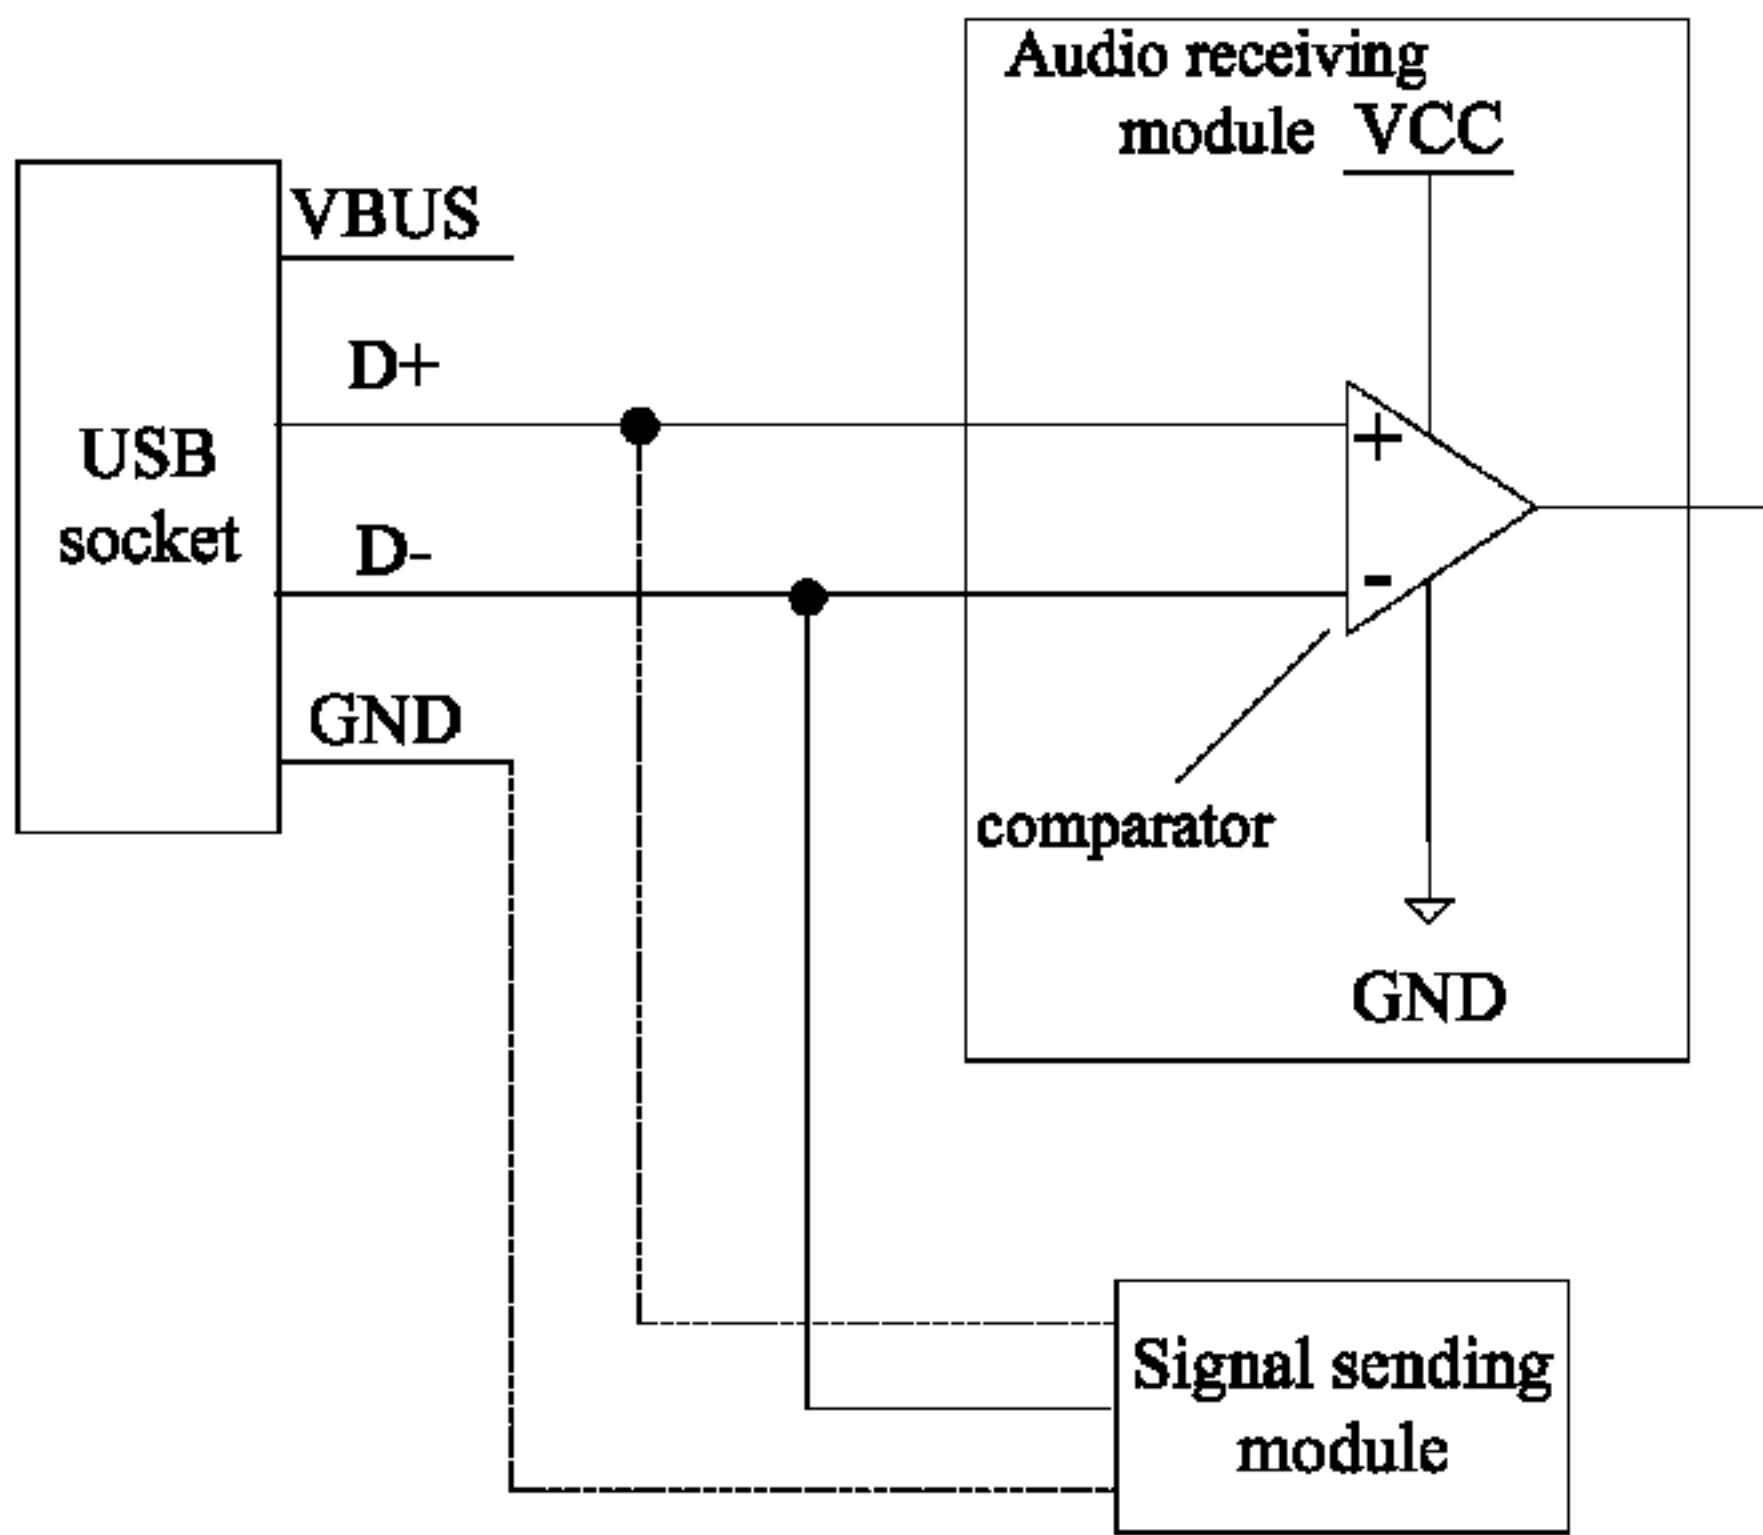 Audio receiving
module VCC
VBUS
D+
USB
socket
D-
GND
+
-
comparator
GND
Signal sending
module